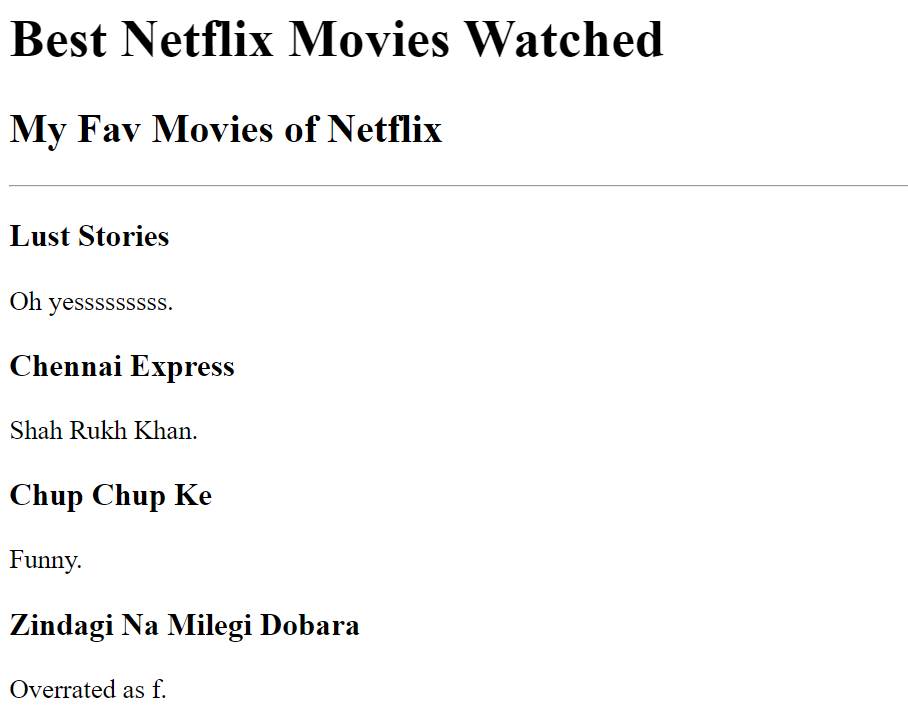 Best Netflix Movies Watched
My Fav Movies of Netflix
Lust Stories
Oh yesssssssss.
Chennai Express
Shah Rukh Khan.
Chup Chup Ke
Funny.
Zindagi Na Milegi Dobara
Overrated as f.